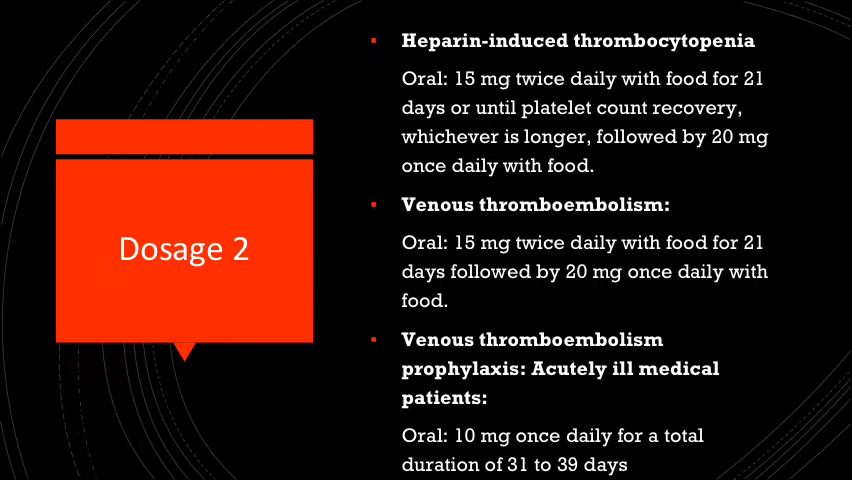 Dosage 2
Heparin-induced thrombocytopenia
Oral: 15 mg twice daily with food for 21
days or until platelet count recovery,
whichever is longer, followed by 20 mg
once daily with food.
Venous thromboembolism:
Oral: 15 mg twice daily with food for 21
days followed by 20 mg once daily with
food.
Venous thromboembolism
prophylaxis: Acutely ill medical
patients:
Oral: 10 mg once daily for a total
duration of 31 to 39 days